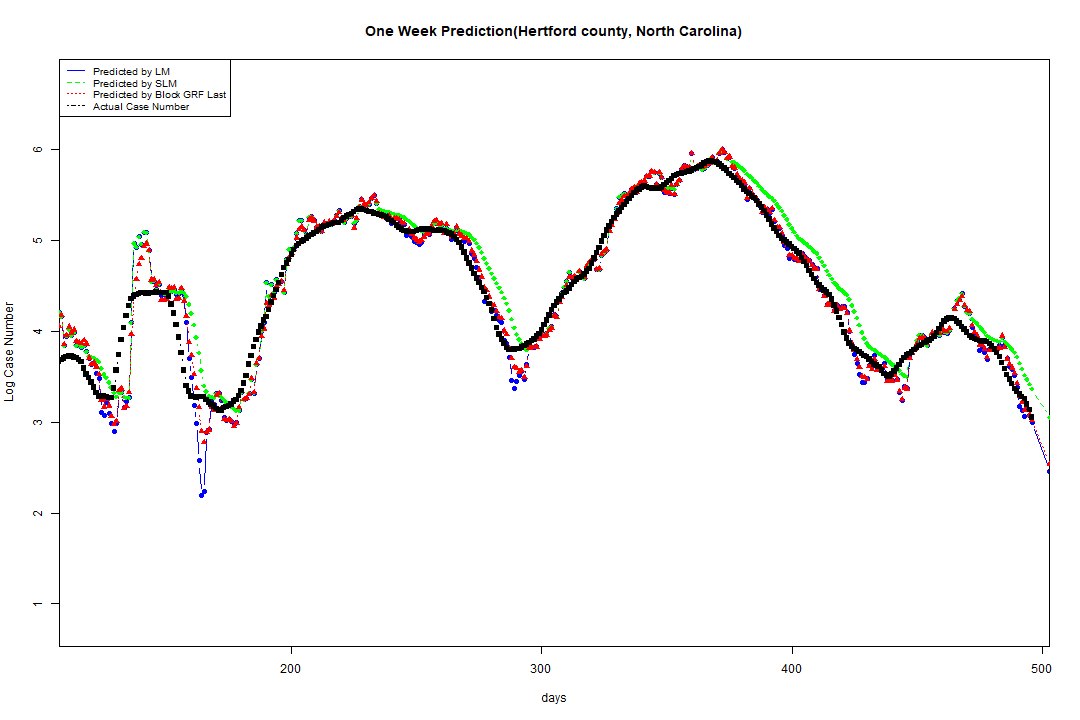 One Week Prediction(Hertford county, North Carolina)
Predicted by LM
Predicted by SLM
Predicted by Block GRF Last
Actual Case Number
6
5
4
3
2
1
Log Case Number
200 300 400 500
days